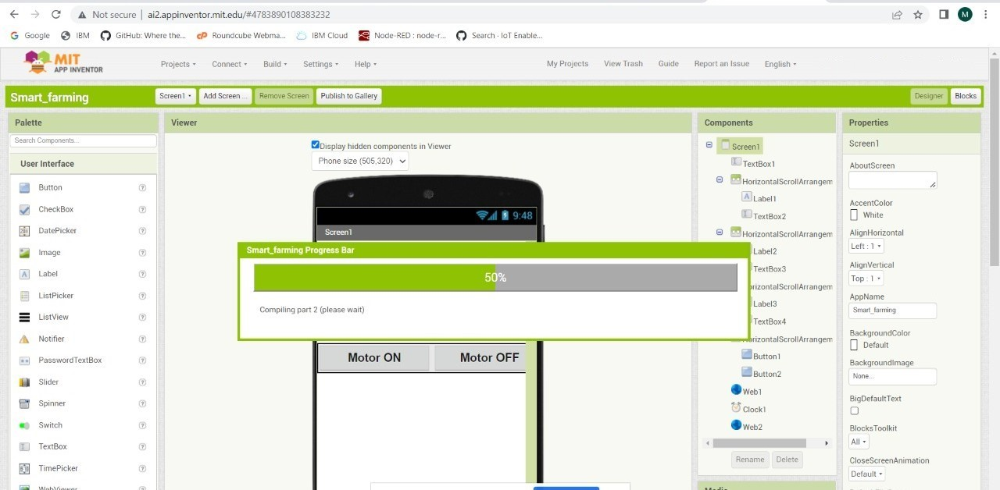 Not secure | ai2.appinventor.mit.edu/#4783890108383232
M
Google IBM GitHub: Where the... Roundcube Webma... IBM Cloud Node-RED : node-r... Search · IoT Enable...
MIT
APP INVENTOR
Projects Connect Build Settings Help My Projects View Trash Guide Report an Issue English
Smart_farming Screen1 Add Screen ... Remove Screen Publish to Gallery Designer Blocks
Palette
Search Components...
User Interface
Button ?
CheckBox ?
DatePicker ?
Image ?
Label ?
ListPicker ?
ListView ?
Notifier ?
PasswordTextBox ?
Slider ?
Spinner ?
Switch ?
TextBox ?
TimePicker ?
WebViewer
Viewer
Display hidden components in Viewer
Phone size (505,320)
9:48
Screen1
Smart_farming Progress Bar
50%
Compiling part 2 (please wait)
Motor ON Motor OFF
Components
Screen1
TextBox1
HorizontalScrollArrangem
A Label1
TextBox2
HorizontalScrollArrangem
Label2
TextBox3
orizontalScrollArrangem
Label3
TextBox4
HorizontalScrollArrangem
Button1
Button2
Web1
Clock1
Web2
Rename Delete
Media
Properties
Screen1
AboutScreen
AccentColor
White
AlignHorizontal
Left : 1
AlignVertical
Top : 1
AppName
Smart_farming
BackgroundColor
Default
BackgroundImage
None...
BigDefaultText
BlocksToolkit
All
CloseScreenAnimation
Default